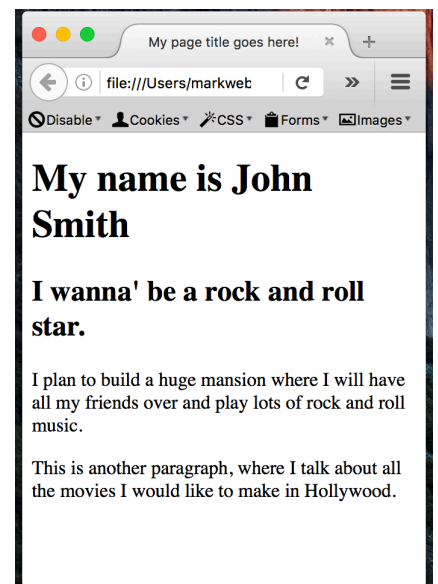 My page title goes here!
file:///Users/markweb
Disable Cookies CSS Forms Images
My name is John
Smith
I wanna' be a rock and roll
star.
I plan to build a huge mansion where I will have
all my friends over and play lots of rock and roll
music.
This is another paragraph, where I talk about all
the movies I would like to make in Hollywood.